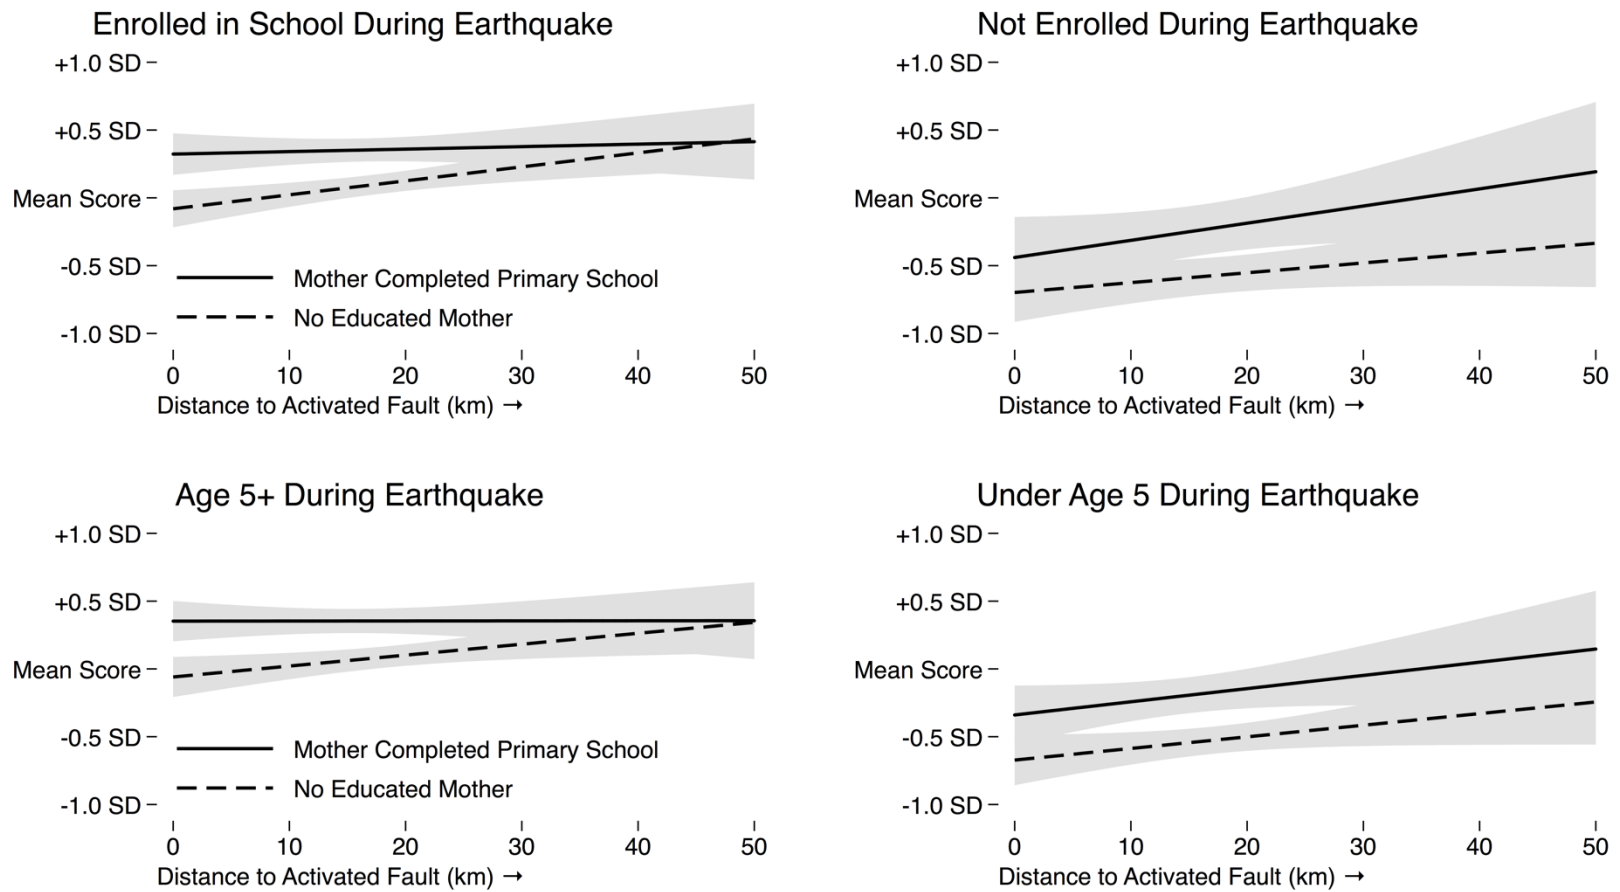 Enrolled in School During Earthquake
+1.0 SD
+0.5 SD
Mean Score
-0.5 SD
-1.0 SD
Mother Completed Primary School
No Educated Mother
0 10 20 30 40 50
Distance to Activated Fault (km) →
Not Enrolled During Earthquake
+1.0 SD
+0.5 SD
Mean Score
-0.5 SD
-1.0 SD
0 10 20 30 40 50
Distance to Activated Fault (km) →
Age 5+ During Earthquake
+1.0 SD
+0.5 SD
Mean Score
-0.5 SD
-1.0 SD
Mother Completed Primary School
No Educated Mother
0 10 20 30 40 50
Distance to Activated Fault (km) →
Under Age 5 During Earthquake
+1.0 SD
+0.5 SD
Mean Score
-0.5 SD
-1.0 SD
0 10 20 30 40 50
Distance to Activated Fault (km) →